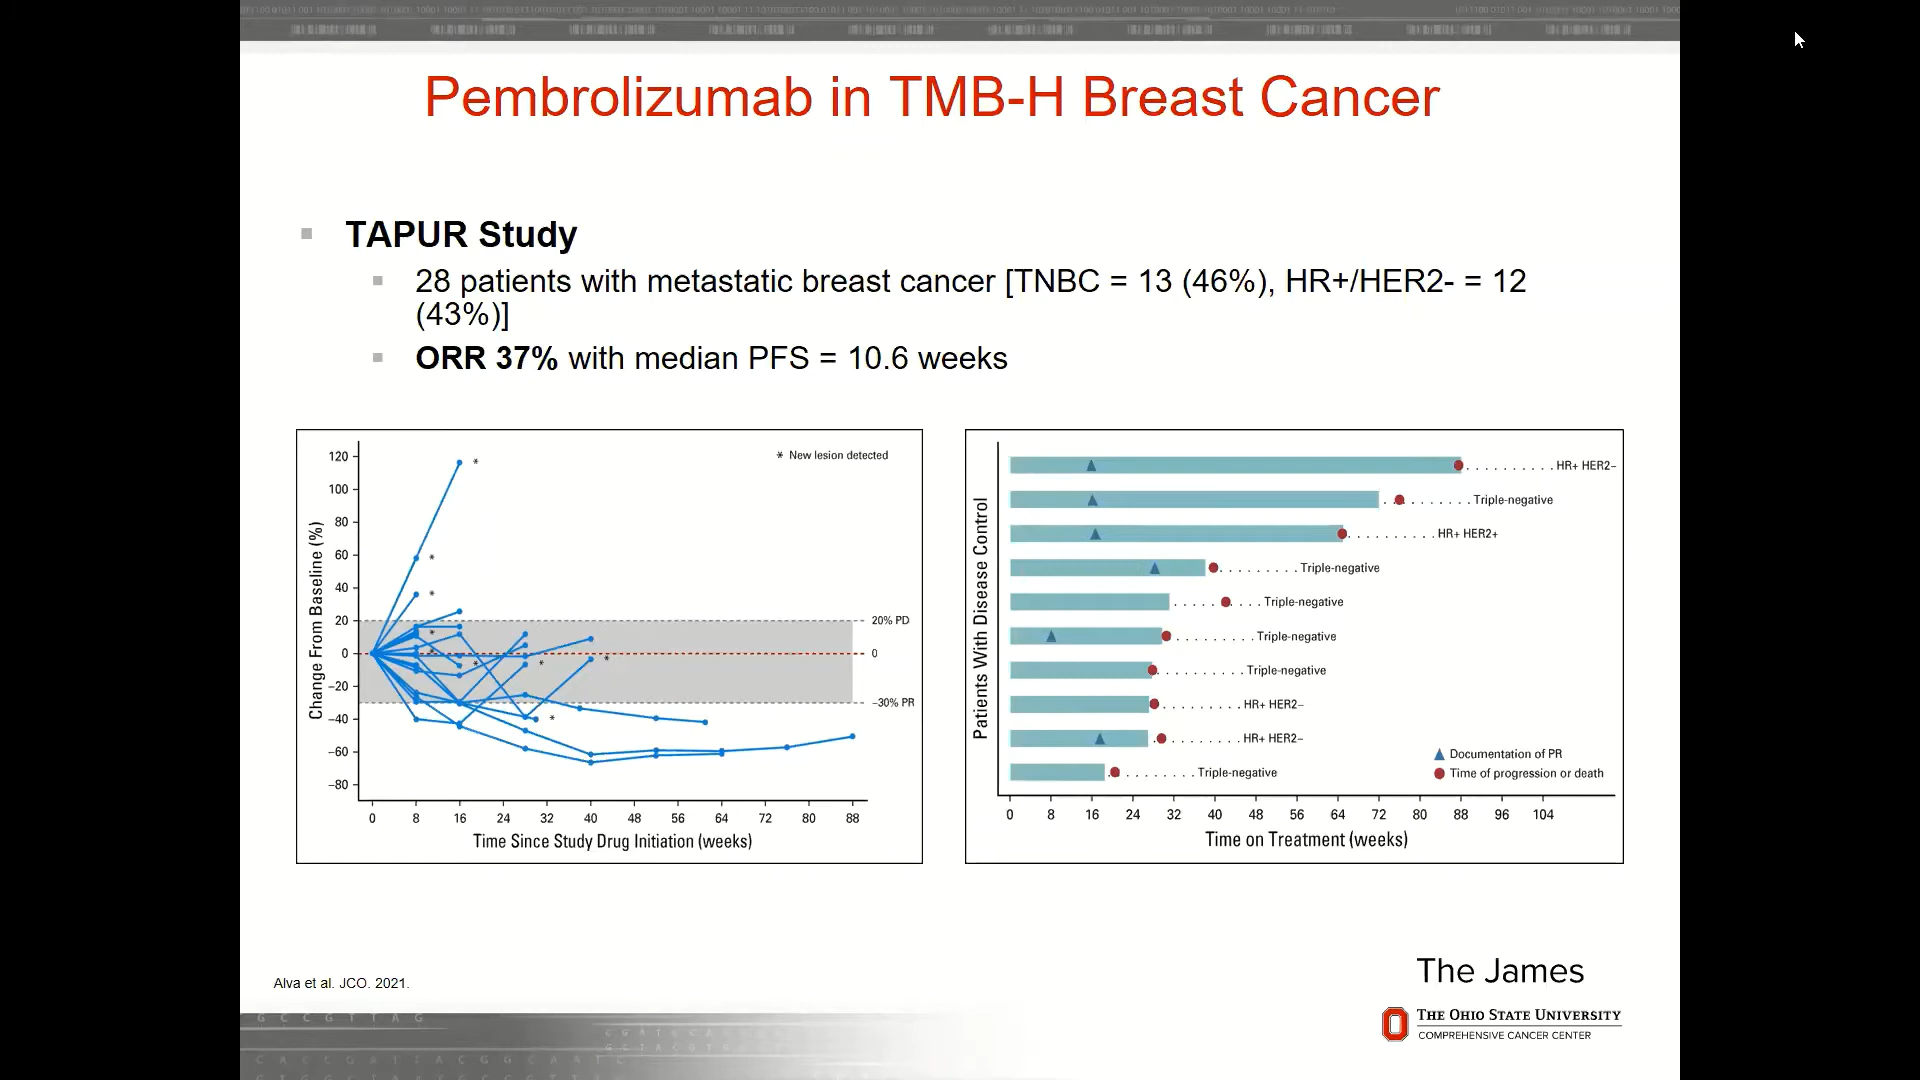 Pembrolizumab in TMB-H Breast Cancer
TAPUR Study
28 patients with metastatic breast cancer [TNBC = 13 (46%), HR+/HER2- = 12
(43%)]
ORR 37% with median PFS = 10.6 weeks
* New lesion detected
Change From Baseline (%)
120
100
80
60
40
20
0
–20
–40
–60
–80
20% PD
0
–30% PR
* * * * * * * * * *
0 8 16 24 32 40 48 56 64 72 80 88
Time Since Study Drug Initiation (weeks)
Patients With Disease Control
HR+ HER2–
Triple-negative
HR+ HER2+
Triple-negative
Triple-negative
Triple-negative
Triple-negative
HR+ HER2–
HR+ HER2–
Triple-negative
Documentation of PR
Time of progression or death
0 8 16 24 32 40 48 56 64 72 80 88 96 104
Time on Treatment (weeks)
Alva et al. JCO. 2021.
The James
THE OHIO STATE UNIVERSITY
COMPREHENSIVE CANCER CENTER
G C C G T T A G